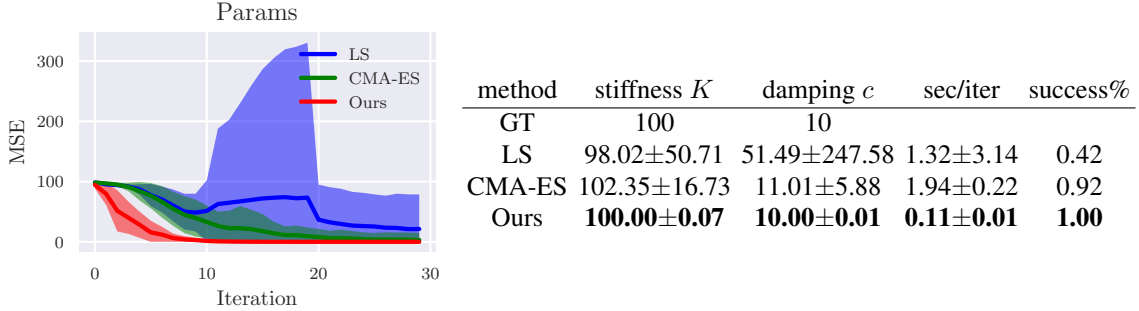 Params
300
200
100
0
MSE
0
10
20
30
Iteration
LS
CMA-ES
Ours
method stiffness K damping c sec/iter success%
GT 100 10
LS 98.02±50.71 51.49±247.58 1.32±3.14 0.42
CMA-ES 102.35±16.73 11.01±5.88 1.94±0.22 0.92
Ours 100.00±0.07 10.00±0.01 0.11±0.01 1.00